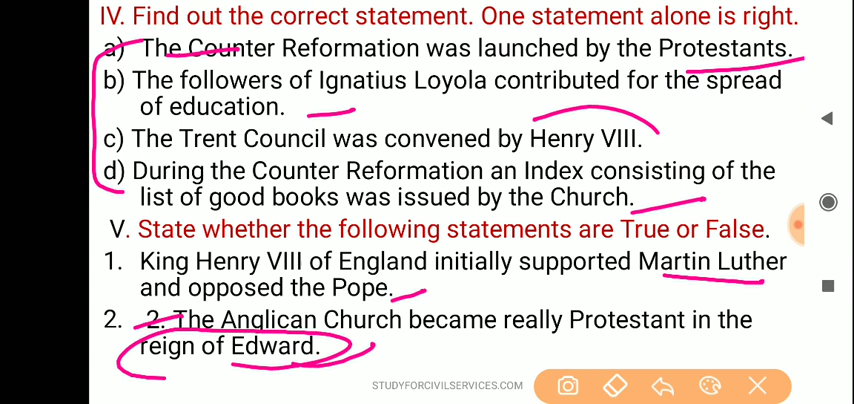 IV. Find out the correct statement. One statement alone is right.
a) The Counter Reformation was launched by the Protestants.
b) The followers of Ignatius Loyola contributed for the spread
of education.
c) The Trent Council was convened by Henry VIII.
d) During the Counter Reformation an Index consisting of the
list of good books was issued by the Church.
V. State whether the following statements are True or False.
1. King Henry VIII of England initially supported Martin Luther
and opposed the Pope.
2. 2. The Anglican Church became really Protestant in the
reign of Edward.
STUDYFORCIVILSERVICES.COM